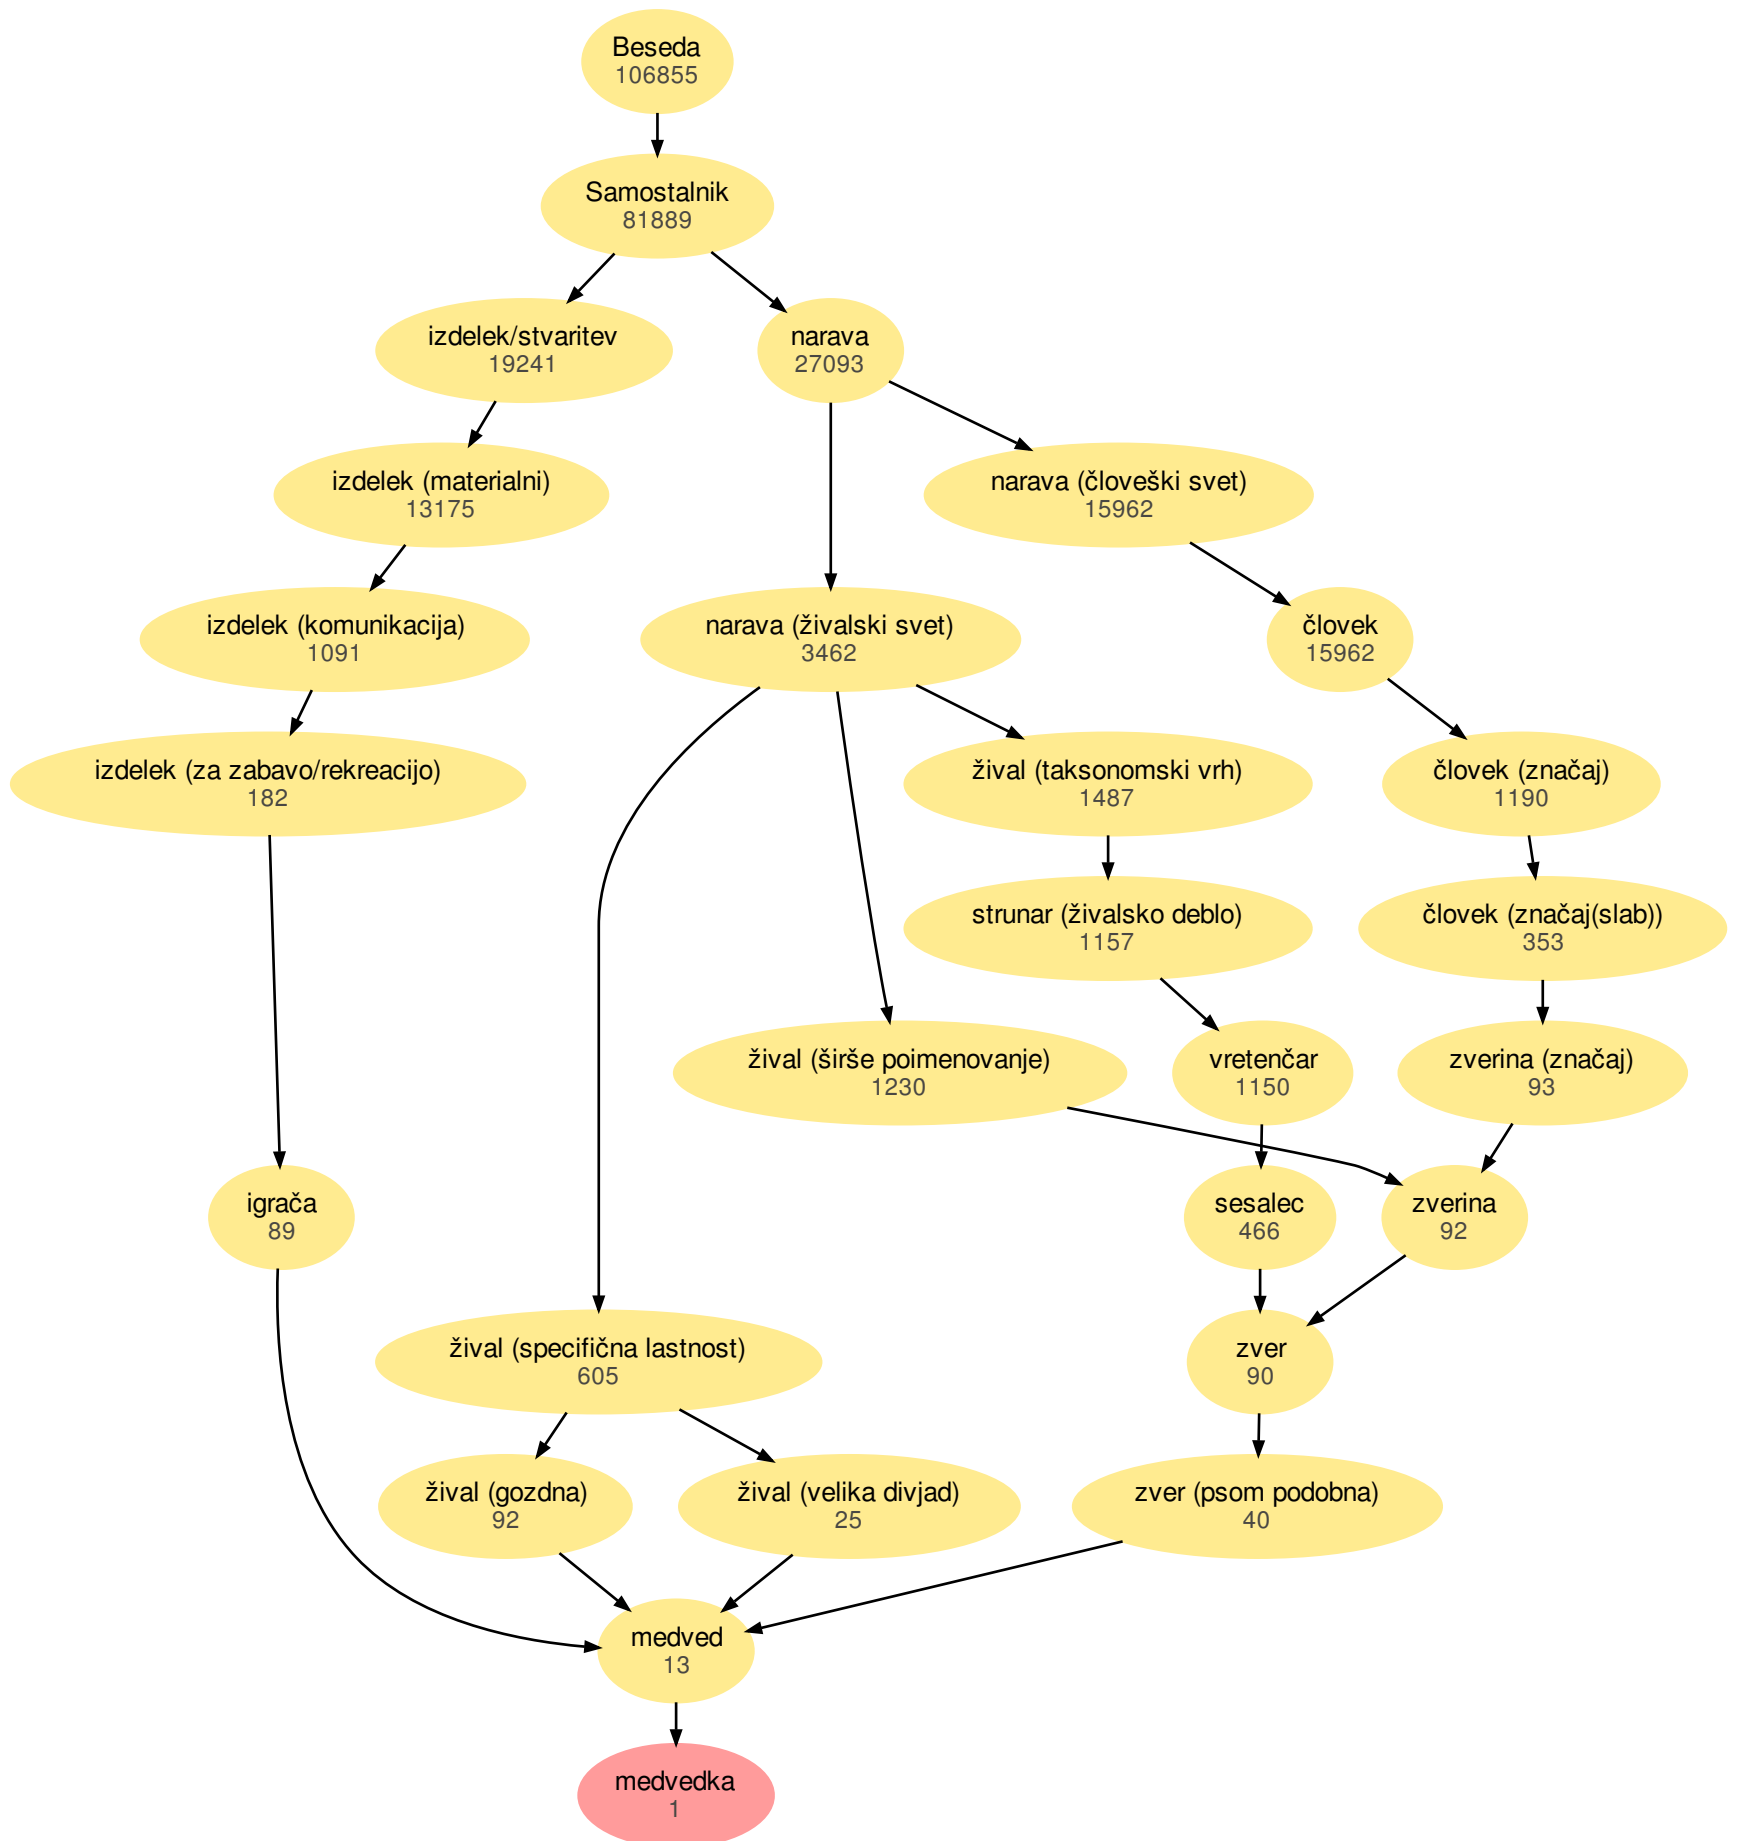 Beseda
106855
Samostalnik
81889
izdelek/stvaritev
19241
narava
27093
izdelek (materialni)
13175
narava (človeški svet)
15962
izdelek (komunikacija)
1091
narava (živalski svet)
3462
človek
15962
izdelek (za zabavo/rekreacijo)
182
žival (taksonomski vrh)
1487
človek (značaj)
1190
strunar (živalsko deblo)
1157
človek (značaj(slab))
353
žival (širše poimenovanje)
1230
vretenčar
1150
zverina (značaj)
93
igrača
89
sesalec
466
zverina
92
žival (specifična lastnost)
605
zver
90
žival (gozdna)
92
žival (velika divjad)
25
zver (psom podobna)
40
medved
13
medvedka
1